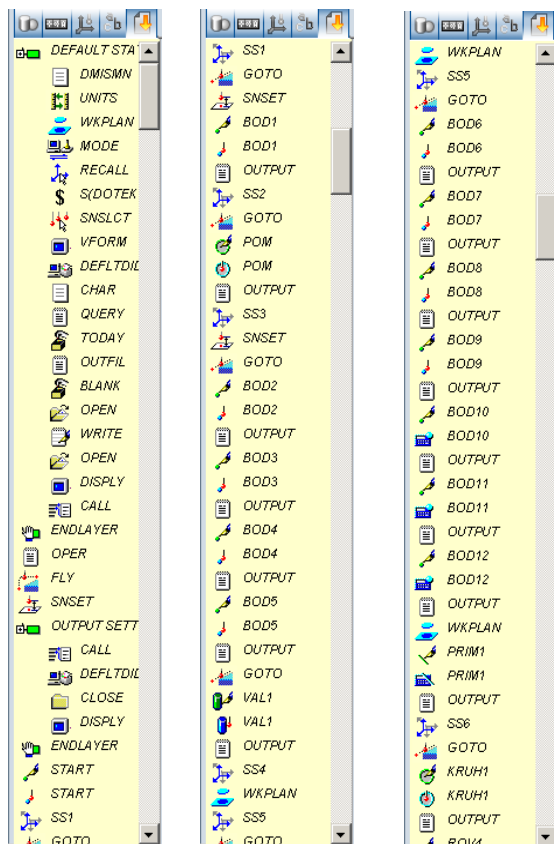 DEFAULT STA
DMISMN
UNITS
WKPLAN
MODE
RECALL
S(DOTEK
SNSLCT
VFORM
DEFLTDIC
CHAR
QUERY
TODAY
OUTFIL
BLANK
OPEN
WRITE
OPEN
DISPLY
CALL
ENDLAYER
OPER
FLY
SNSET
OUTPUT SETT
CALL
DEFLTDIC
CLOSE
DISPLY
ENDLAYER
START
START
SS1
GOTO
SS1
GOTO
SNSET
BOD1
BOD1
OUTPUT
SS2
GOTO
POM
POM
OUTPUT
SS3
SNSET
GOTO
BOD2
BOD2
OUTPUT
BOD3
BOD3
OUTPUT
BOD4
BOD4
OUTPUT
BOD5
BOD5
OUTPUT
GOTO
VAL1
VAL1
OUTPUT
SS4
WKPLAN
SS5
GOTO
WKPLAN
SS5
GOTO
BOD6
BOD6
OUTPUT
BOD7
BOD7
OUTPUT
BOD8
BOD8
OUTPUT
BOD9
BOD9
OUTPUT
BOD10
BOD10
OUTPUT
BOD11
BOD11
OUTPUT
BOD12
BOD12
OUTPUT
WKPLAN
PRIM1
PRIM1
OUTPUT
SS6
GOTO
KRUH1
KRUH1
OUTPUT